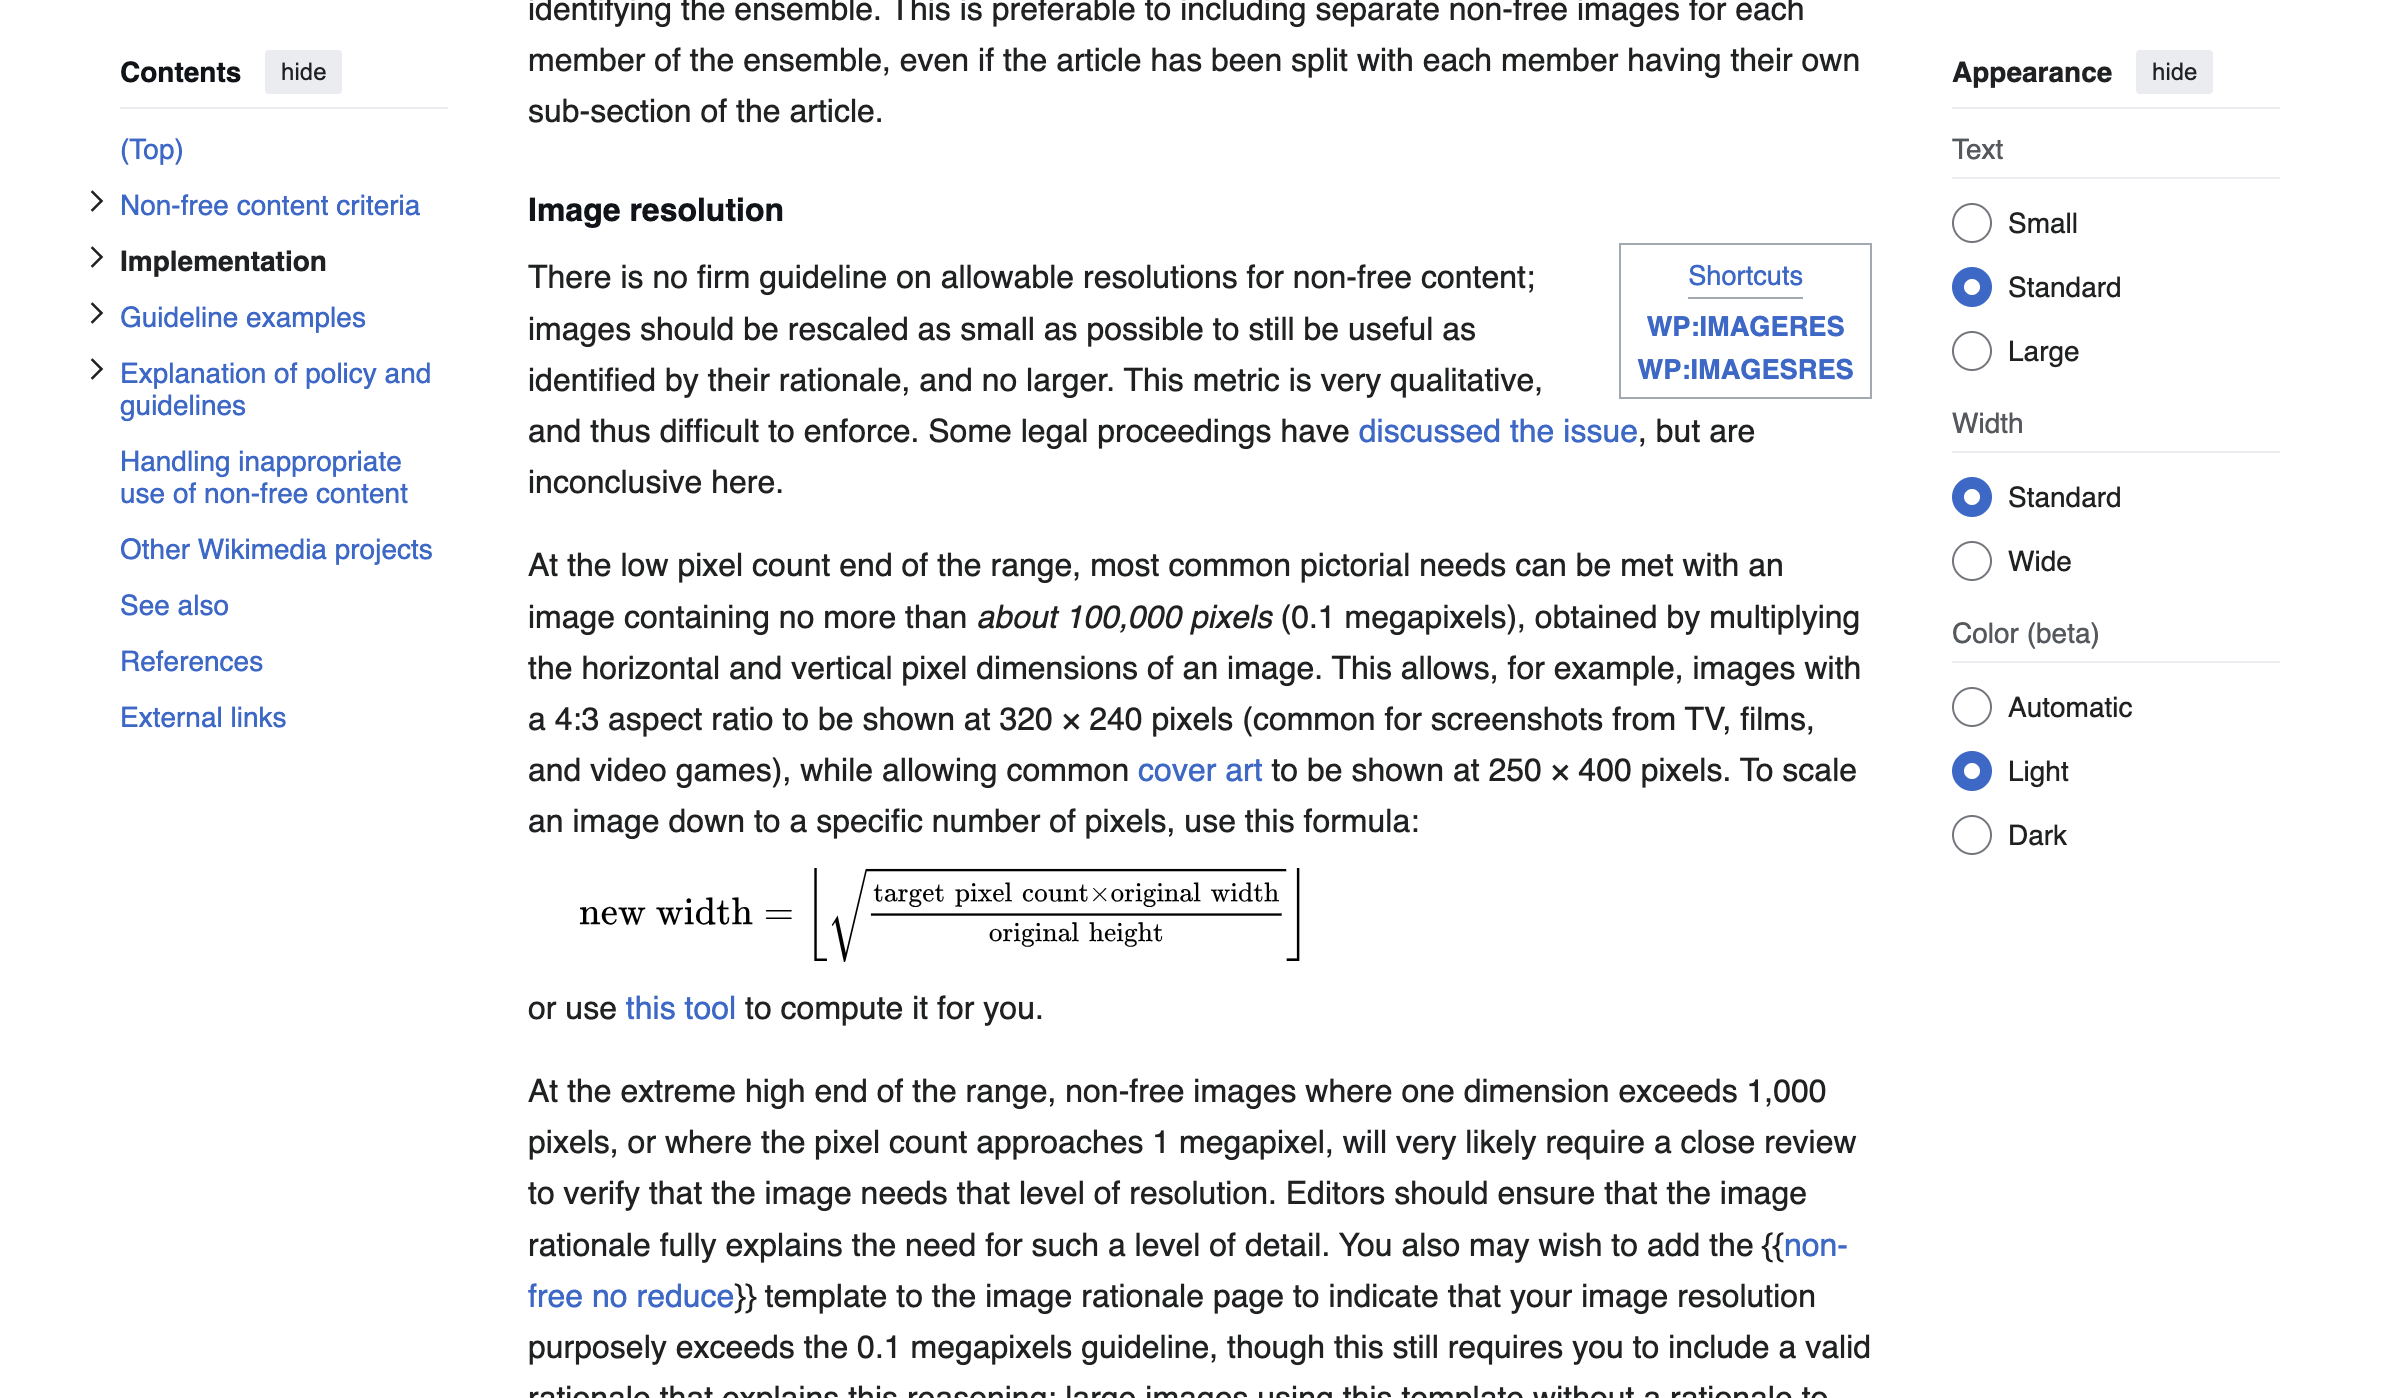 Contents hide
(Top)
Non-free content criteria
Implementation
Guideline examples
Explanation of policy and
guidelines
Handling inappropriate
use of non-free content
Other Wikimedia projects
See also
References
External links
identifying the ensemble. This is preferable to including separate non-free images for each
member of the ensemble, even if the article has been split with each member having their own
sub-section of the article.
Image resolution
Shortcuts
WP:IMAGERES
WP:IMAGESRES
There is no firm guideline on allowable resolutions for non-free content;
images should be rescaled as small as possible to still be useful as
identified by their rationale, and no larger. This metric is very qualitative,
and thus difficult to enforce. Some legal proceedings have discussed the issue, but are
inconclusive here.
At the low pixel count end of the range, most common pictorial needs can be met with an
image containing no more than about 100,000 pixels (0.1 megapixels), obtained by multiplying
the horizontal and vertical pixel dimensions of an image. This allows, for example, images with
a 4:3 aspect ratio to be shown at 320 × 240 pixels (common for screenshots from TV, films,
and video games), while allowing common cover art to be shown at 250 × 400 pixels. To scale
an image down to a specific number of pixels, use this formula:
new width = ⌊√(target pixel count×original width / original height)⌋
or use this tool to compute it for you.
At the extreme high end of the range, non-free images where one dimension exceeds 1,000
pixels, or where the pixel count approaches 1 megapixel, will very likely require a close review
to verify that the image needs that level of resolution. Editors should ensure that the image
rationale fully explains the need for such a level of detail. You also may wish to add the {{non-
free no reduce}} template to the image rationale page to indicate that your image resolution
purposely exceeds the 0.1 megapixels guideline, though this still requires you to include a valid
rationale that explains this reasoning; large images using this template without a rationale to
Appearance hide
Text
Small
Standard
Large
Width
Standard
Wide
Color (beta)
Automatic
Light
Dark